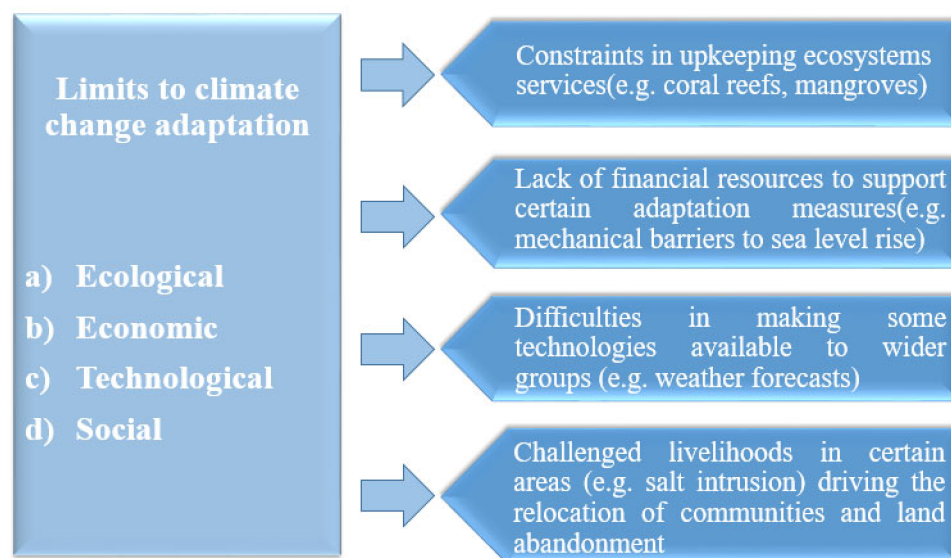 Limits to climate
change adaptation
a) Ecological
b) Economic
c) Technological
d) Social
Constraints in upkeeping ecosystems
services(e.g. coral reefs, mangroves)
Lack of financial resources to support
certain adaptation measures(e.g.
mechanical barriers to sea level rise)
Difficulties in making some
technologies available to wider
groups (e.g. weather forecasts)
Challenged livelihoods in certain
areas (e.g. salt intrusion) driving the
relocation of communities and land
abandonment